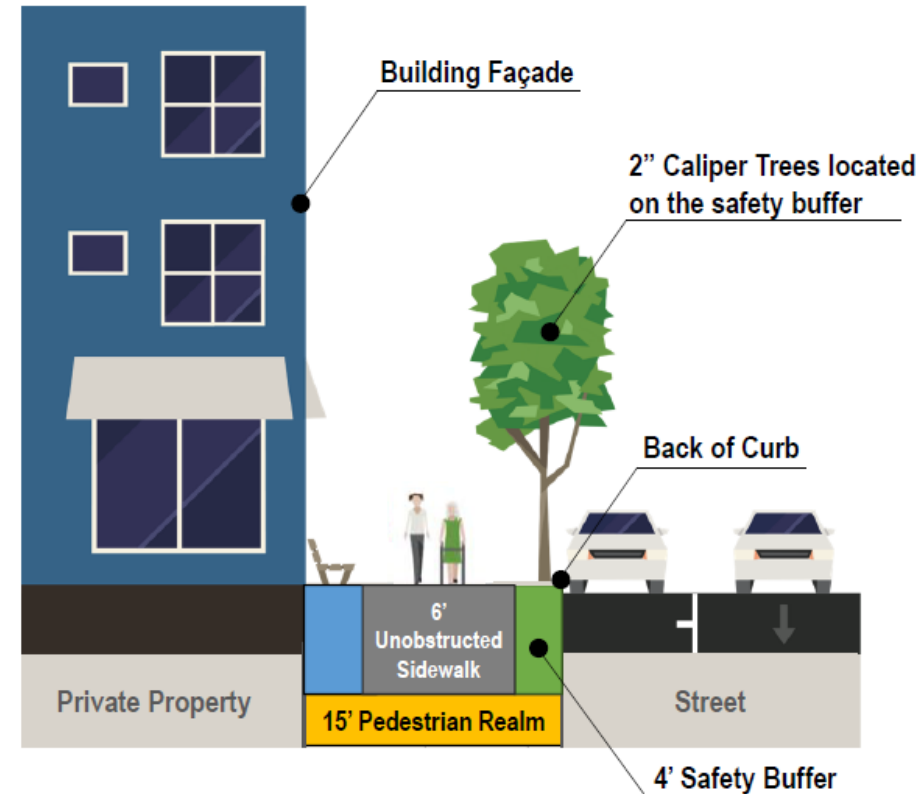 Building Façade
2” Caliper Trees located
on the safety buffer
Back of Curb
6’
Unobstructed
Sidewalk
Private Property
15’ Pedestrian Realm
Street
4’ Safety Buffer